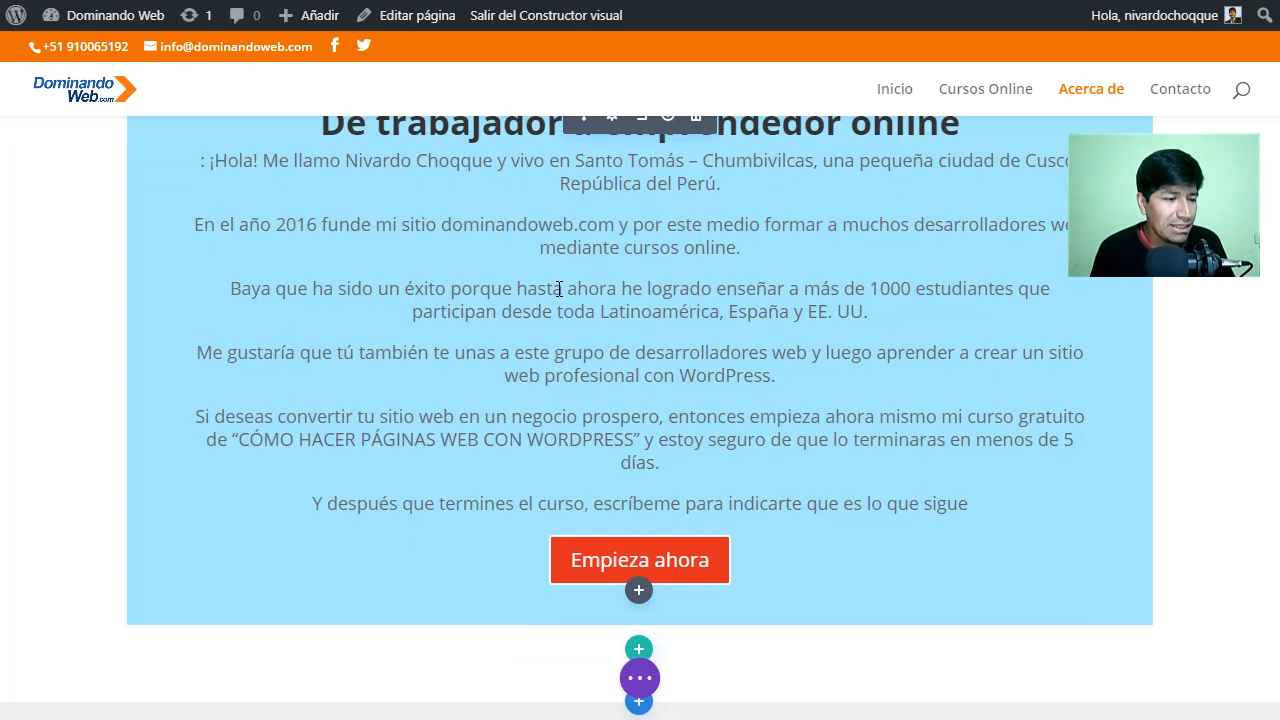 Dominando Web 1 0 Añadir Editar página Salir del Constructor visual Hola, nivardochoqque
+51 910065192 info@dominandoweb.com
Dominando
Web.com
Inicio Cursos Online Acerca de Contacto
De trabajador a emprendedor online
: ¡Hola! Me llamo Nivardo Choqque y vivo en Santo Tomás – Chumbivilcas, una pequeña ciudad de Cusco
República del Perú.
En el año 2016 funde mi sitio dominandoweb.com y por este medio formar a muchos desarrolladores
mediante cursos online.
Baya que ha sido un éxito porque hasta ahora he logrado enseñar a más de 1000 estudiantes que
participan desde toda Latinoamérica, España y EE. UU.
Me gustaría que tú también te unas a este grupo de desarrolladores web y luego aprender a crear un sitio
web profesional con WordPress.
Si deseas convertir tu sitio web en un negocio prospero, entonces empieza ahora mismo mi curso gratuito
de “CÓMO HACER PÁGINAS WEB CON WORDPRESS” y estoy seguro de que lo terminaras en menos de 5
días.
Y después que termines el curso, escríbeme para indicarte que es lo que sigue
Empieza ahora